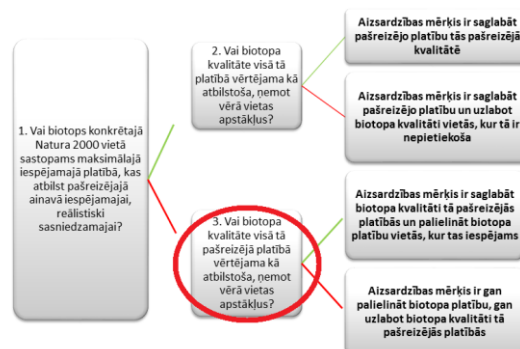 1. Vai biotops konkrētajā
Natura 2000 vietā
sastopams maksimālajā
iespējamajā platībā, kas
atbilst pašreizējajā
ainavā iespējamajai,
reālistiski
sasniedzamajai?
2. Vai biotopa
kvalitāte visā tā
platībā vērtējama kā
atbilstoša, ņemot
vērā vietas
apstākļus?
3. Vai biotopa
kvalitāte visā tā
pašreizējā platībā
vērtējama kā
atbilstoša, ņemot
vērā vietas
apstākļus?
Aizsardzības mērķis ir saglabāt
pašreizējo platību tās pašreizējā
kvalitātē
Aizsardzības mērķis ir saglabāt
pašreizējo platību un uzlabot
biotopa kvalitāti vietās, kur tā ir
nepietiekoša
Aizsardzības mērķis ir saglabāt
biotopa kvalitāti tā pašreizējās
platībās un palielināt biotopa
platību vietās, kur tas iespējams
Aizsardzības mērķis ir gan
palielināt biotopa platību, gan
uzlabot biotopa kvalitāti tā
pašreizējās platībās